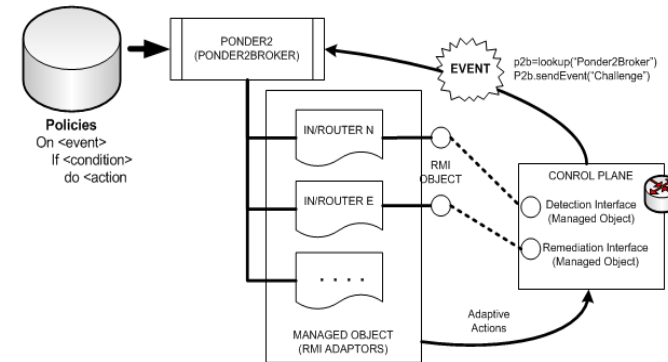 Policies
On <event>
If <condition>
do <action
PONDER2
(PONDER2BROKER)
EVENT
p2b=lookup("Ponder2Broker")
P2b.sendEvent("Challenge")
IN/ROUTER N
IN/ROUTER E
. . . .
MANAGED OBJECT
(RMI ADAPTORS)
RMI
OBJECT
CONROL PLANE
Detection Interface
(Managed Object)
Remediation Interface
(Managed Object)
Adaptive
Actions